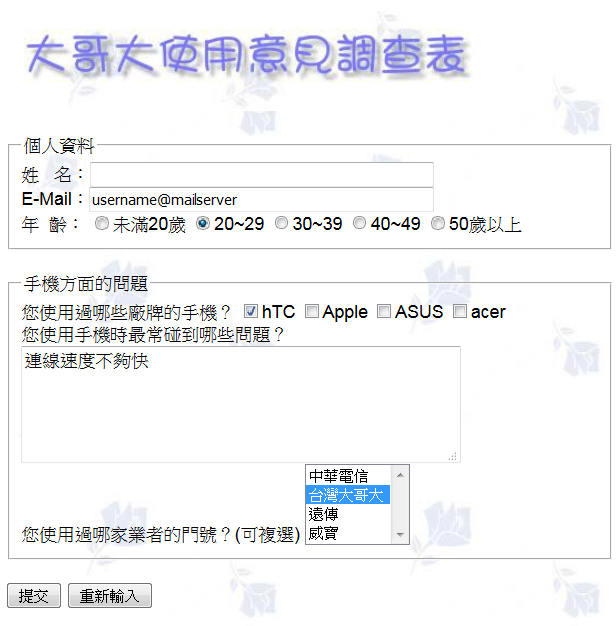 大哥大使用意見調查表
個人資料
姓 名：
E-Mail：username@mailserver
年 齡： 未滿20歲 20~29 30~39 40~49 50歲以上
手機方面的問題
您使用過哪些廠牌的手機？ hTC Apple ASUS acer
您使用手機時最常碰到哪些問題？
連線速度不夠快
中華電信
台灣大哥大
遠傳
威寶
您使用過哪家業者的門號？(可複選)
提交 重新輸入